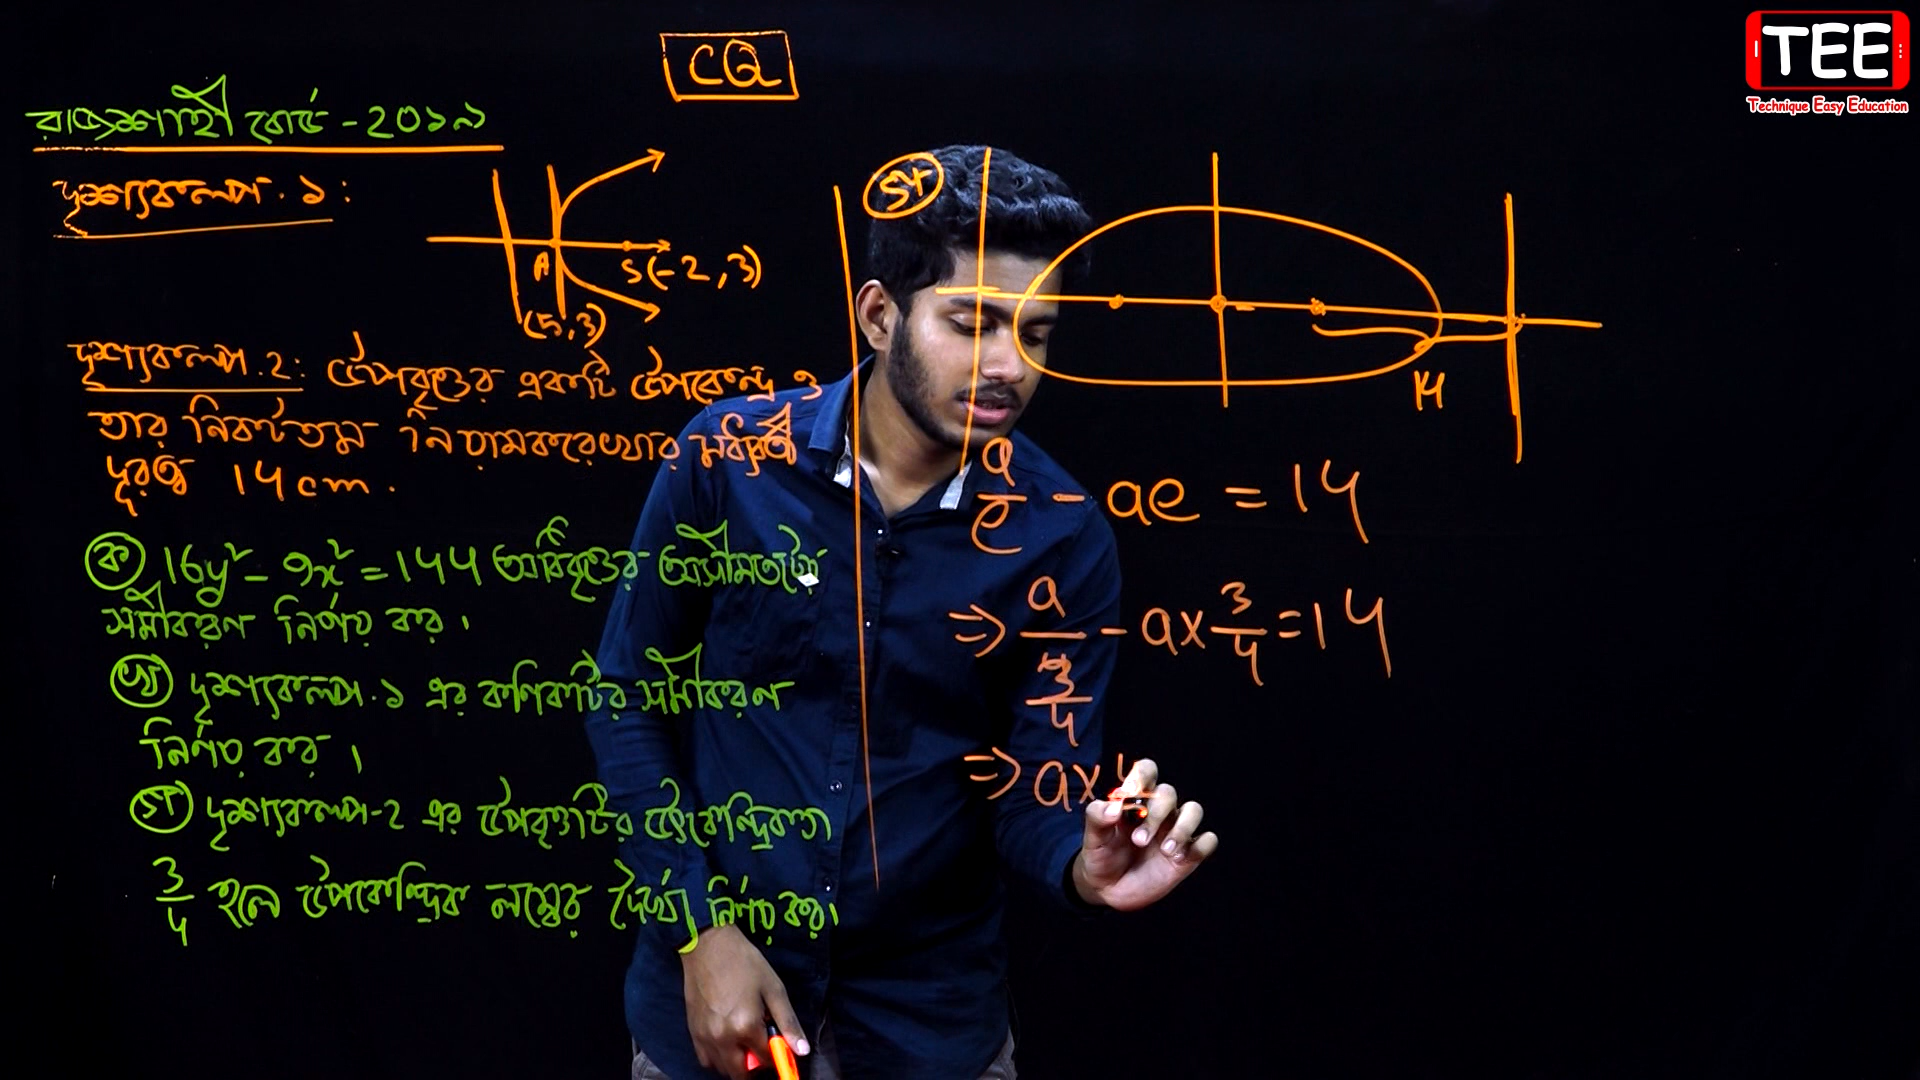 CQ
TEE
Technique Easy Education
রাজশাহী বোর্ড - 20১৯
দৃশ্যকল্প. ১ :
A
S(-2, 3)
(5, 3)
দৃশ্যকল্প. 2 : উপবৃত্তের একটি উপকেন্দ্র ও
তার নিকটতম নিয়ামকরেখার মধ্যবর্তী
দূরত্ব 14 cm .
ক 16y² - 9x² = 144 অধিবৃত্তের অসীমতটের
সমীকরণ নির্ণয় কর ।
খ দৃশ্যকল্প. ১ এর কণিকটির সমীকরণ
নির্ণয় কর ।
গ দৃশ্যকল্প-2 এর উপবৃত্তটির উৎকেন্দ্রিকতা
3/4 হলে উপকেন্দ্রিক লম্বের দৈর্ঘ্য নির্ণয় কর।
গ
14
a/e - ae = 14
⇒ a/(3/4) - a × 3/4 = 14
⇒ a ×